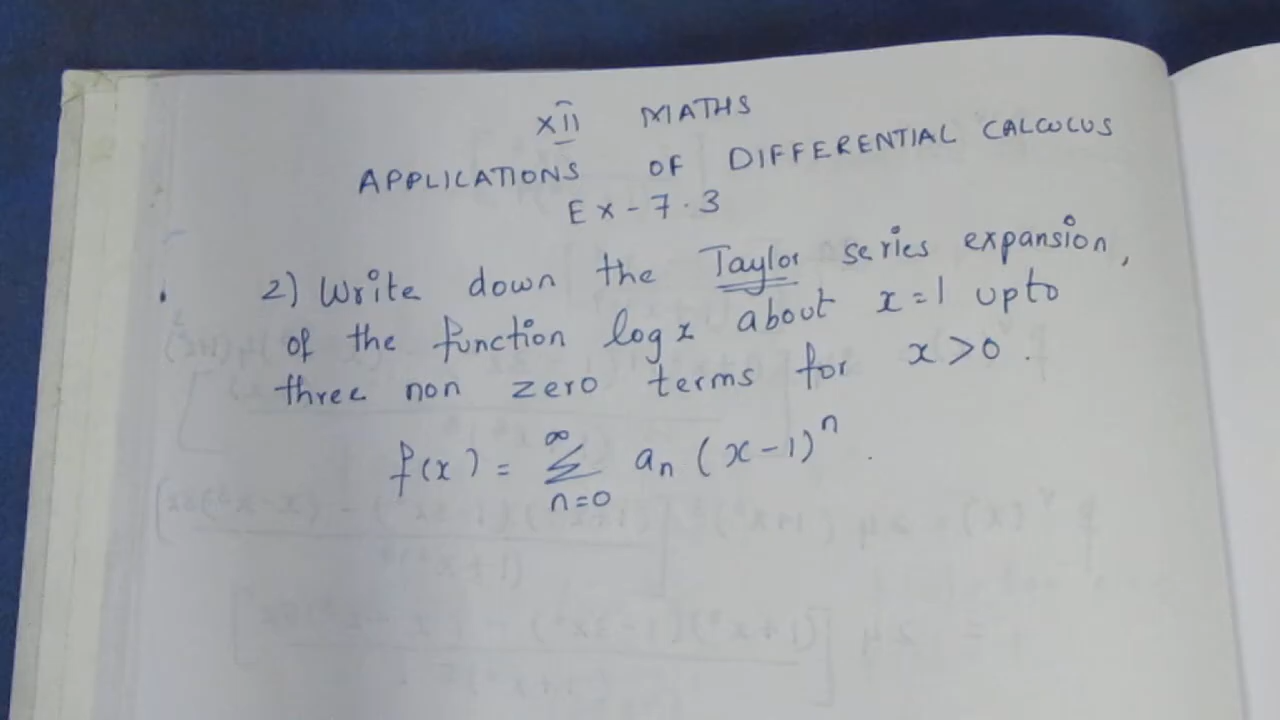 XII MATHS
APPLICATIONS OF DIFFERENTIAL CALCULUS
EX-7.3
2) Write down the Taylor series expansion,
of the function log x about x=1 upto
three non zero terms for x>0.
f(x) = ∞Σn=0 an (x-1)^n.